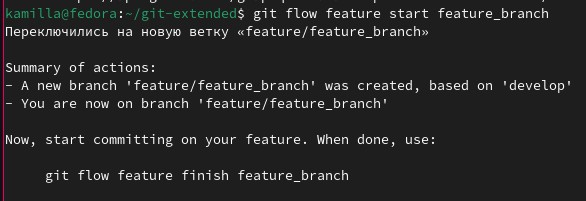 kamilla@fedora:~/git-extended$ git flow feature start feature_branch
Переключились на новую ветку «feature/feature_branch»
Summary of actions:
- A new branch 'feature/feature_branch' was created, based on 'develop'
- You are now on branch 'feature/feature_branch'
Now, start committing on your feature. When done, use:
git flow feature finish feature_branch